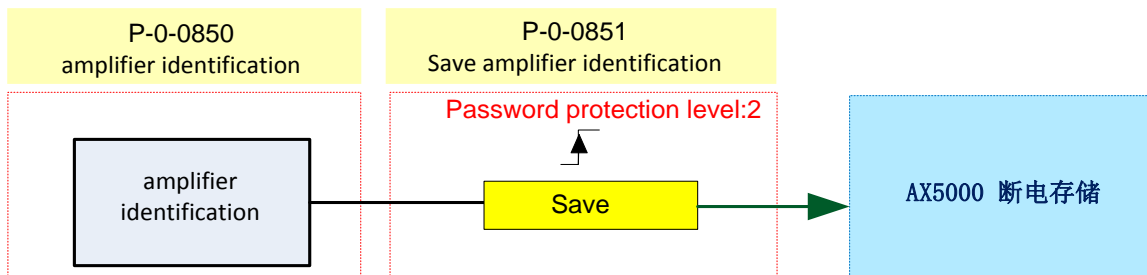 P-0-0850
amplifier identification
P-0-0851
Save amplifier identification
Password protection level:2
amplifier
identification
Save
AX5000 断电存储